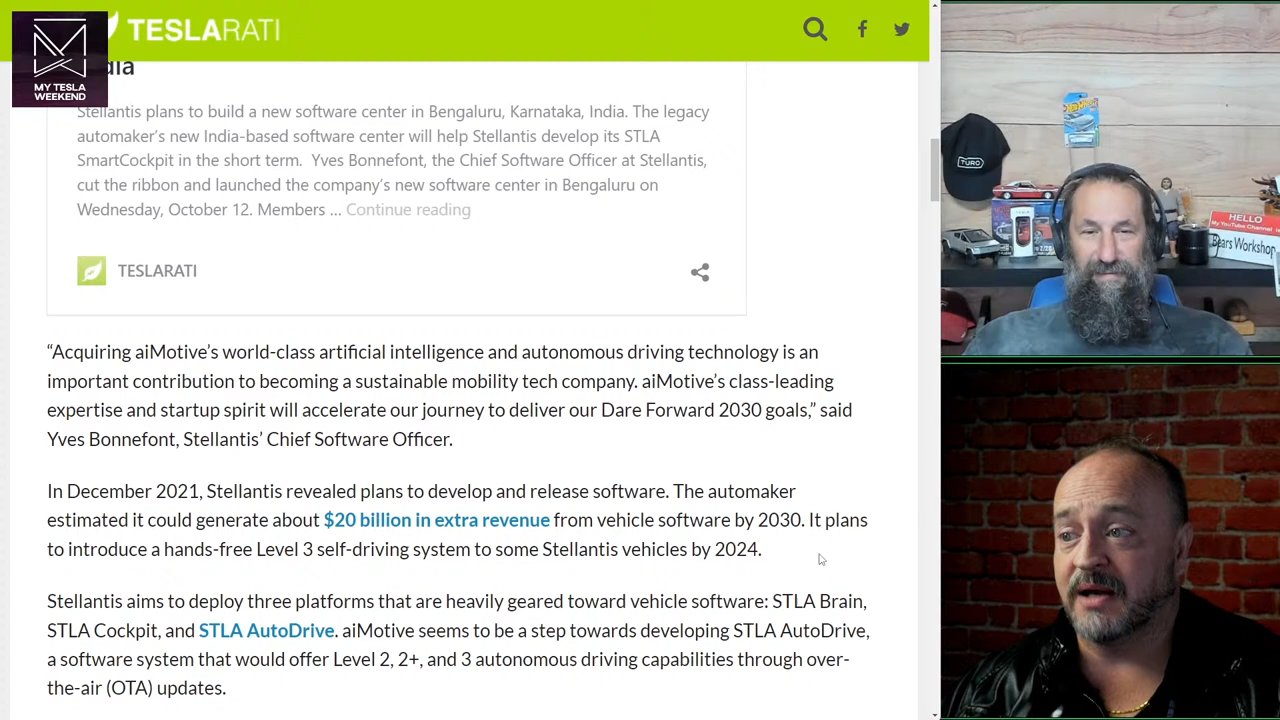 TESLARATI
MY TESLA
WEEKEND
dia
Stellantis plans to build a new software center in Bengaluru, Karnataka, India. The legacy
automaker's new India-based software center will help Stellantis develop its STLA
SmartCockpit in the short term.  Yves Bonnefont, the Chief Software Officer at Stellantis,
cut the ribbon and launched the company's new software center in Bengaluru on
Wednesday, October 12. Members ... Continue reading
TESLARATI
“Acquiring aiMotive’s world-class artificial intelligence and autonomous driving technology is an
important contribution to becoming a sustainable mobility tech company. aiMotive’s class-leading
expertise and startup spirit will accelerate our journey to deliver our Dare Forward 2030 goals,” said
Yves Bonnefont, Stellantis’ Chief Software Officer.
In December 2021, Stellantis revealed plans to develop and release software. The automaker
estimated it could generate about $20 billion in extra revenue from vehicle software by 2030. It plans
to introduce a hands-free Level 3 self-driving system to some Stellantis vehicles by 2024.
Stellantis aims to deploy three platforms that are heavily geared toward vehicle software: STLA Brain,
STLA Cockpit, and STLA AutoDrive. aiMotive seems to be a step towards developing STLA AutoDrive,
a software system that would offer Level 2, 2+, and 3 autonomous driving capabilities through over-
the-air (OTA) updates.
Hot Wheels
TURO
HELLO
My YouTube Channel is
Bears Workshop